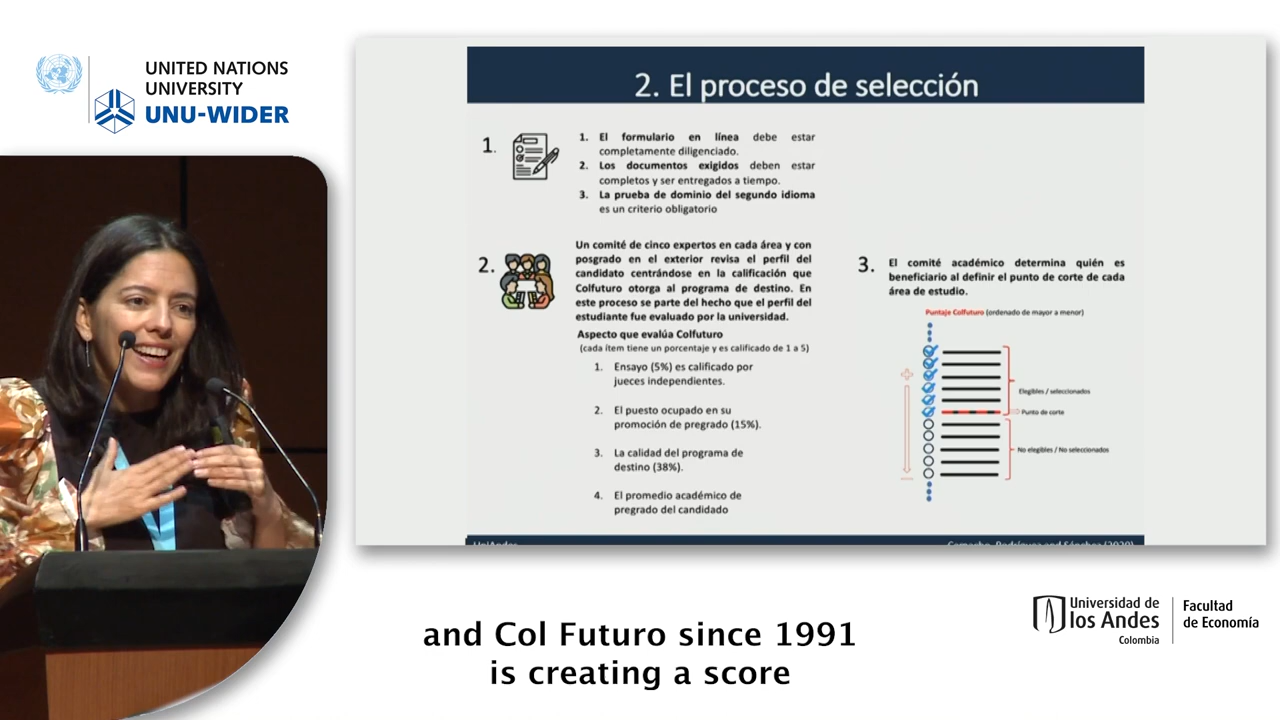 UNITED NATIONS
UNIVERSITY
UNU-WIDER
2. El proceso de selección
1.
1. El formulario en línea debe estar
completamente diligenciado.
2. Los documentos exigidos deben estar
completos y ser entregados a tiempo.
3. La prueba de dominio del segundo idioma
es un criterio obligatorio
2.
Un comité de cinco expertos en cada área y con
posgrado en el exterior revisa el perfil del
candidato centrándose en la calificación que
Colfuturo otorga al programa de destino. En
este proceso se parte del hecho que el perfil del
estudiante fue evaluado por la universidad.
Aspecto que evalúa Colfuturo
(cada ítem tiene un porcentaje y es calificado de 1 a 5)
1. Ensayo (5%) es calificado por
jueces independientes.
2. El puesto ocupado en su
promoción de pregrado (15%).
3. La calidad del programa de
destino (38%).
4. El promedio académico de
pregrado del candidado
3. El comité académico determina quién es
beneficiario al definir el punto de corte de cada
área de estudio.
Puntaje Colfuturo (ordenado de mayor a menor)
Elegibles / seleccionados
Punto de corte
No elegibles / No seleccionados
UniAndes
Camacho, Rodríguez and Sánchez (2020)
and Col Futuro since 1991
is creating a score
Universidad de
los Andes
Colombia
Facultad
de Economía